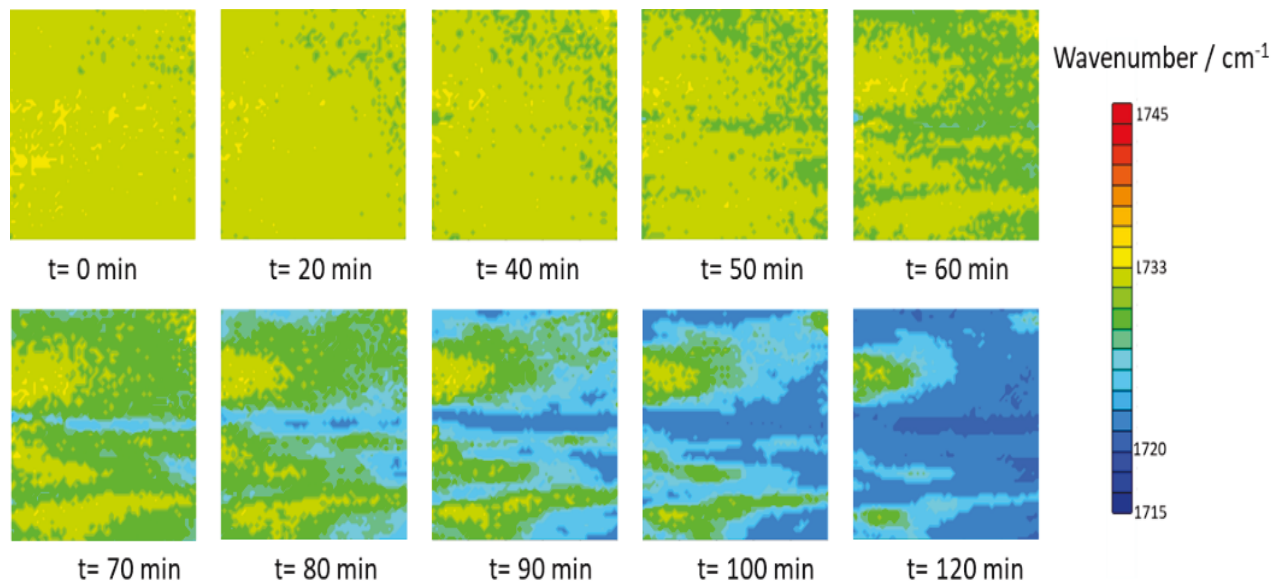 Wavenumber / cm⁻¹
1745
1733
1720
1715
t= 0 min
t= 20 min
t= 40 min
t= 50 min
t= 60 min
t= 70 min
t= 80 min
t= 90 min
t= 100 min
t= 120 min